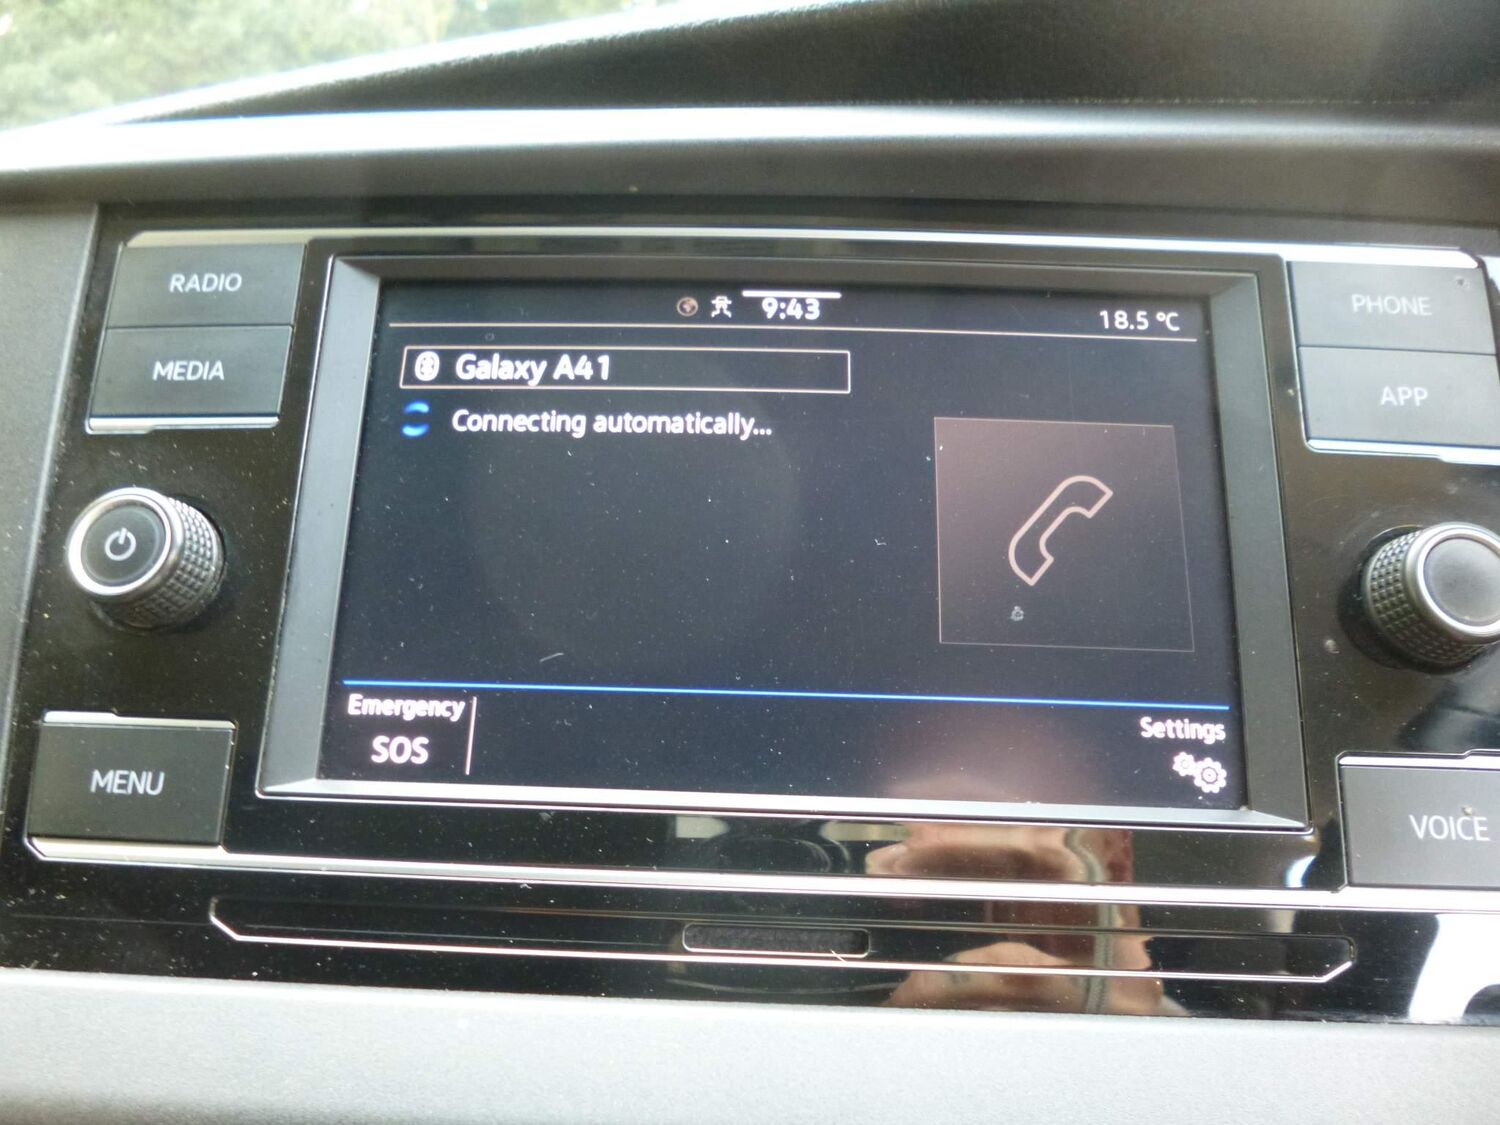 RADIO
MEDIA
MENU
9:43
18.5 °C
Galaxy A41
Connecting automatically...
Emergency
SOS
Settings
PHONE
APP
VOICE